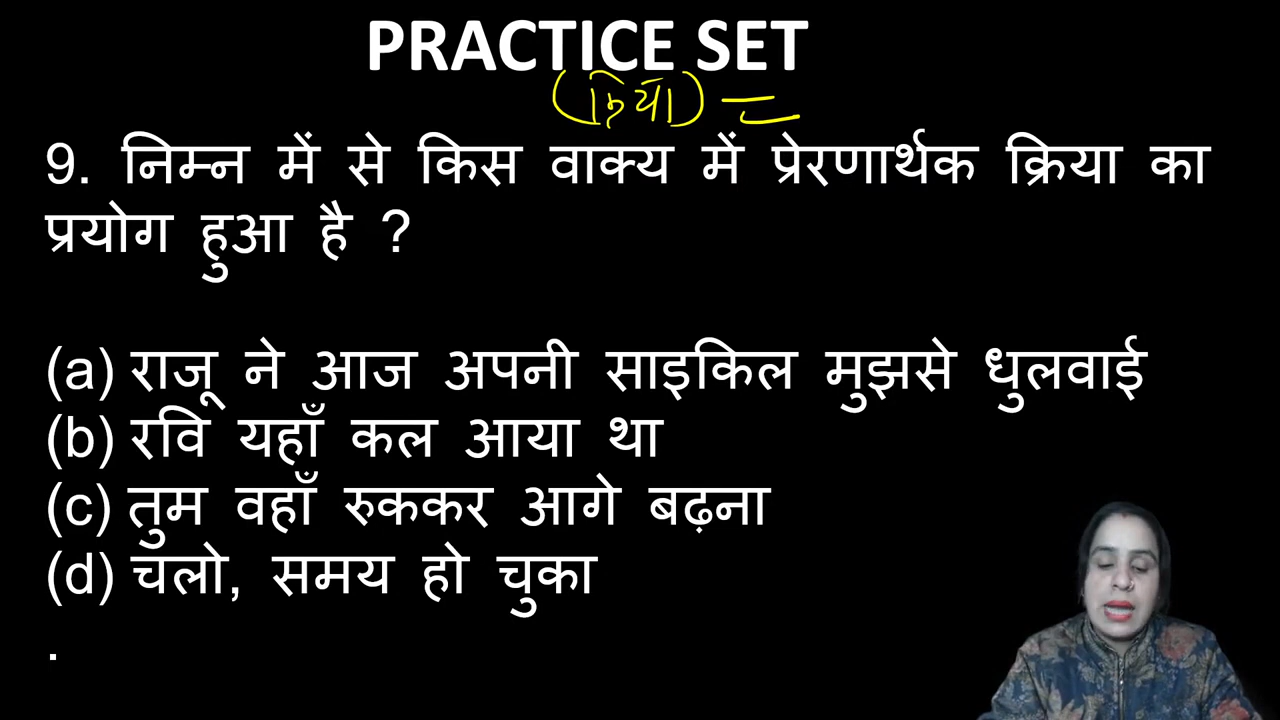 PRACTICE SET
(क्रिया)
9. निम्न में से किस वाक्य में प्रेरणार्थक क्रिया का
प्रयोग हुआ है ?
(a) राजू ने आज अपनी साइकिल मुझसे धुलवाई
(b) रवि यहाँ कल आया था
(c) तुम वहाँ रुककर आगे बढ़ना
(d) चलो, समय हो चुका
.